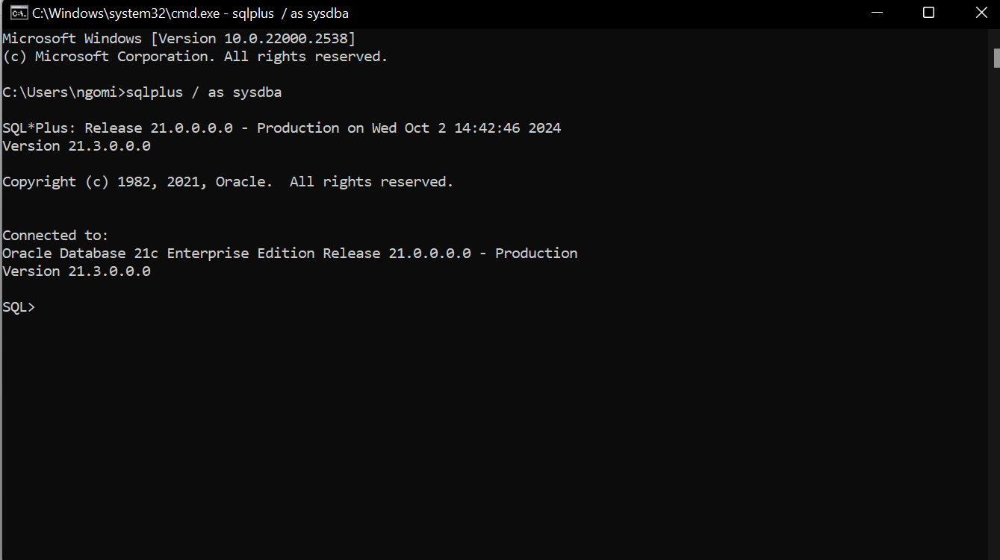 C:\Windows\system32\cmd.exe - sqlplus  / as sysdba
Microsoft Windows [Version 10.0.22000.2538]
(c) Microsoft Corporation. All rights reserved.
C:\Users\ngomi>sqlplus / as sysdba
SQL*Plus: Release 21.0.0.0.0 - Production on Wed Oct 2 14:42:46 2024
Version 21.3.0.0.0
Copyright (c) 1982, 2021, Oracle.  All rights reserved.
Connected to:
Oracle Database 21c Enterprise Edition Release 21.0.0.0.0 - Production
Version 21.3.0.0.0
SQL>